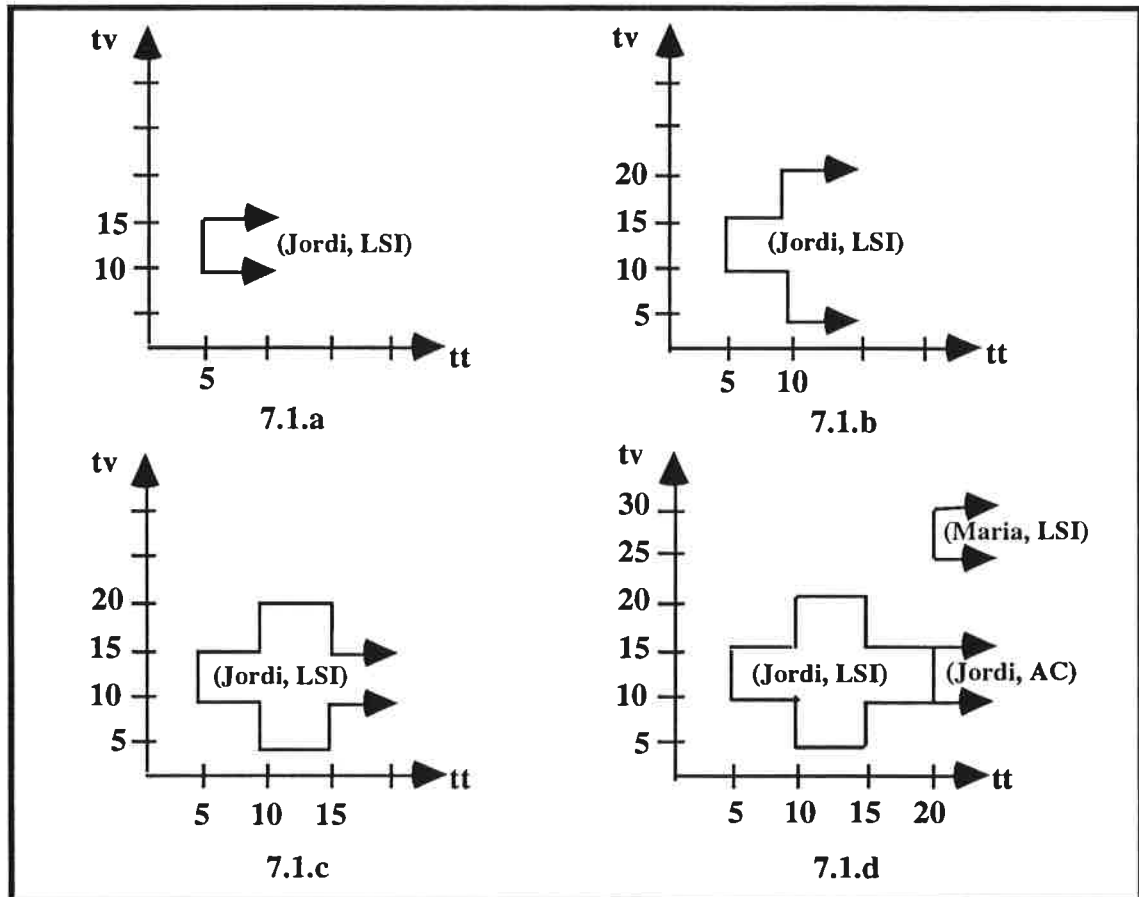 tv
15
10
(Jordi, LSI)
5
tt
7.1.a
20
15
10
5
(Jordi, LSI)
5 10
tt
7.1.b
tv
20
15
10
5
(Jordi, LSI)
5 10 15
tt
7.1.c
tv
30
25
20
15
10
5
(Maria, LSI)
(Jordi, LSI)
(Jordi, AC)
5 10 15 20
tt
7.1.d